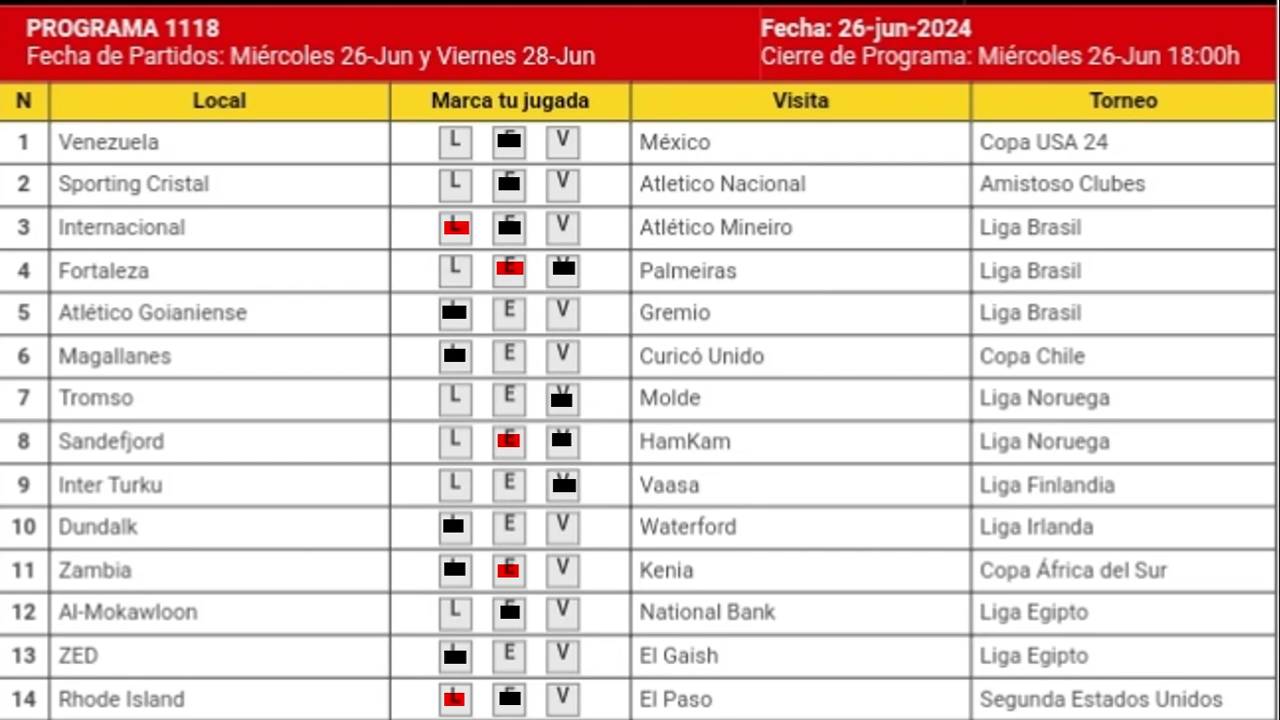 PROGRAMA 1118 Fecha: 26-jun-2024
Fecha de Partidos: Miércoles 26-Jun y Viernes 28-Jun Cierre de Programa: Miércoles 26-Jun 18:00h
N Local Marca tu jugada Visita Torneo
1 Venezuela L V México Copa USA 24
2 Sporting Cristal L V Atletico Nacional Amistoso Clubes
3 Internacional L V Atlético Mineiro Liga Brasil
4 Fortaleza L E Palmeiras Liga Brasil
5 Atlético Goianiense E V Gremio Liga Brasil
6 Magallanes E V Curicó Unido Copa Chile
7 Tromso L E Molde Liga Noruega
8 Sandefjord L E HamKam Liga Noruega
9 Inter Turku L E Vaasa Liga Finlandia
10 Dundalk E V Waterford Liga Irlanda
11 Zambia E V Kenia Copa África del Sur
12 Al-Mokawloon L V National Bank Liga Egipto
13 ZED E V El Gaish Liga Egipto
14 Rhode Island L V El Paso Segunda Estados Unidos